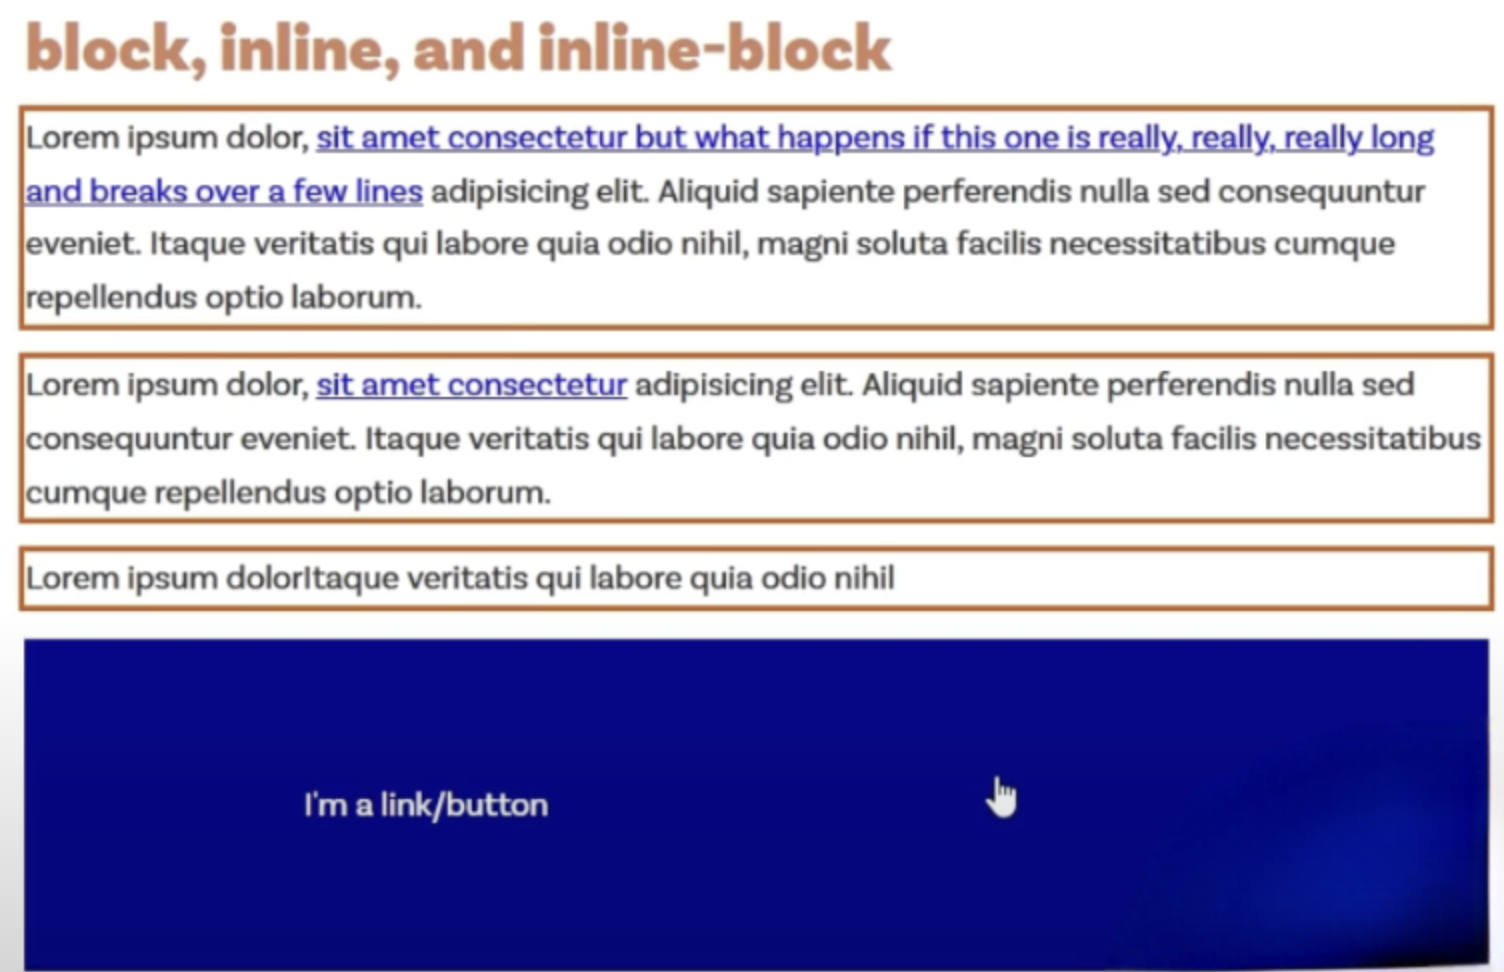 block, inline, and inline-block
Lorem ipsum dolor, sit amet consectetur but what happens if this one is really, really, really long
and breaks over a few lines adipisicing elit. Aliquid sapiente perferendis nulla sed consequuntur
eveniet. Itaque veritatis qui labore quia odio nihil, magni soluta facilis necessitatibus cumque
repellendus optio laborum.
Lorem ipsum dolor, sit amet consectetur adipisicing elit. Aliquid sapiente perferendis nulla sed
consequuntur eveniet. Itaque veritatis qui labore quia odio nihil, magni soluta facilis necessitatibus
cumque repellendus optio laborum.
Lorem ipsum dolorItaque veritatis qui labore quia odio nihil
I'm a link/button